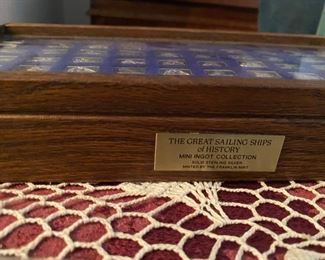 THE GREAT SAILING SHIPS
of HISTORY
MINI INGOT COLLECTION
SOLID STERLING SILVER
MINTED BY THE FRANKLIN MINT